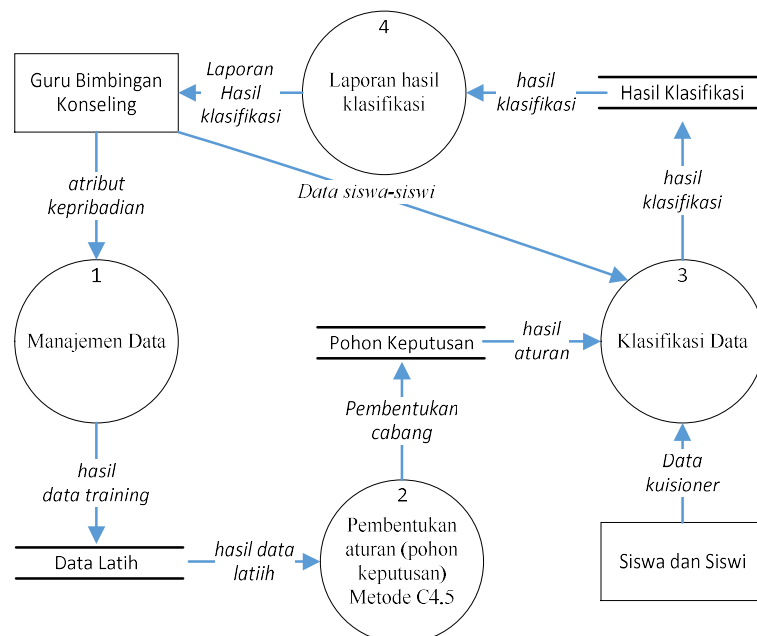 4
Laporan hasil
klasifikasi
Guru Bimbingan
Konseling
Laporan
Hasil
klasifikasi
hasil
klasifikasi
Hasil Klasifikasi
atribut
kepribadian
Data siswa-siswi
hasil
klasifikasi
1
Manajemen Data
3
Klasifikasi Data
Pohon Keputusan
hasil
aturan
Pembentukan
cabang
hasil
data training
Data
kuisioner
2
Pembentukan
aturan (pohon
keputusan)
Metode C4.5
Data Latih
hasil data
latiih
Siswa dan Siswi